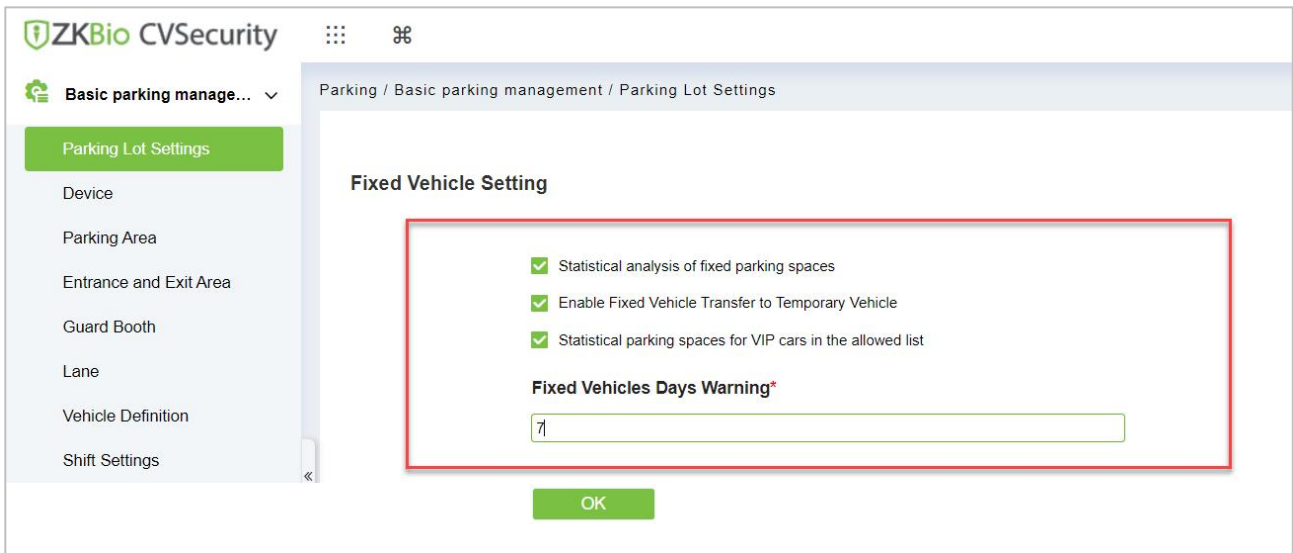 ZKBio CVSecurity
Basic parking manage...
Parking / Basic parking management / Parking Lot Settings
Parking Lot Settings
Device
Parking Area
Entrance and Exit Area
Guard Booth
Lane
Vehicle Definition
Shift Settings
Fixed Vehicle Setting
Statistical analysis of fixed parking spaces
Enable Fixed Vehicle Transfer to Temporary Vehicle
Statistical parking spaces for VIP cars in the allowed list
Fixed Vehicles Days Warning*
7
OK